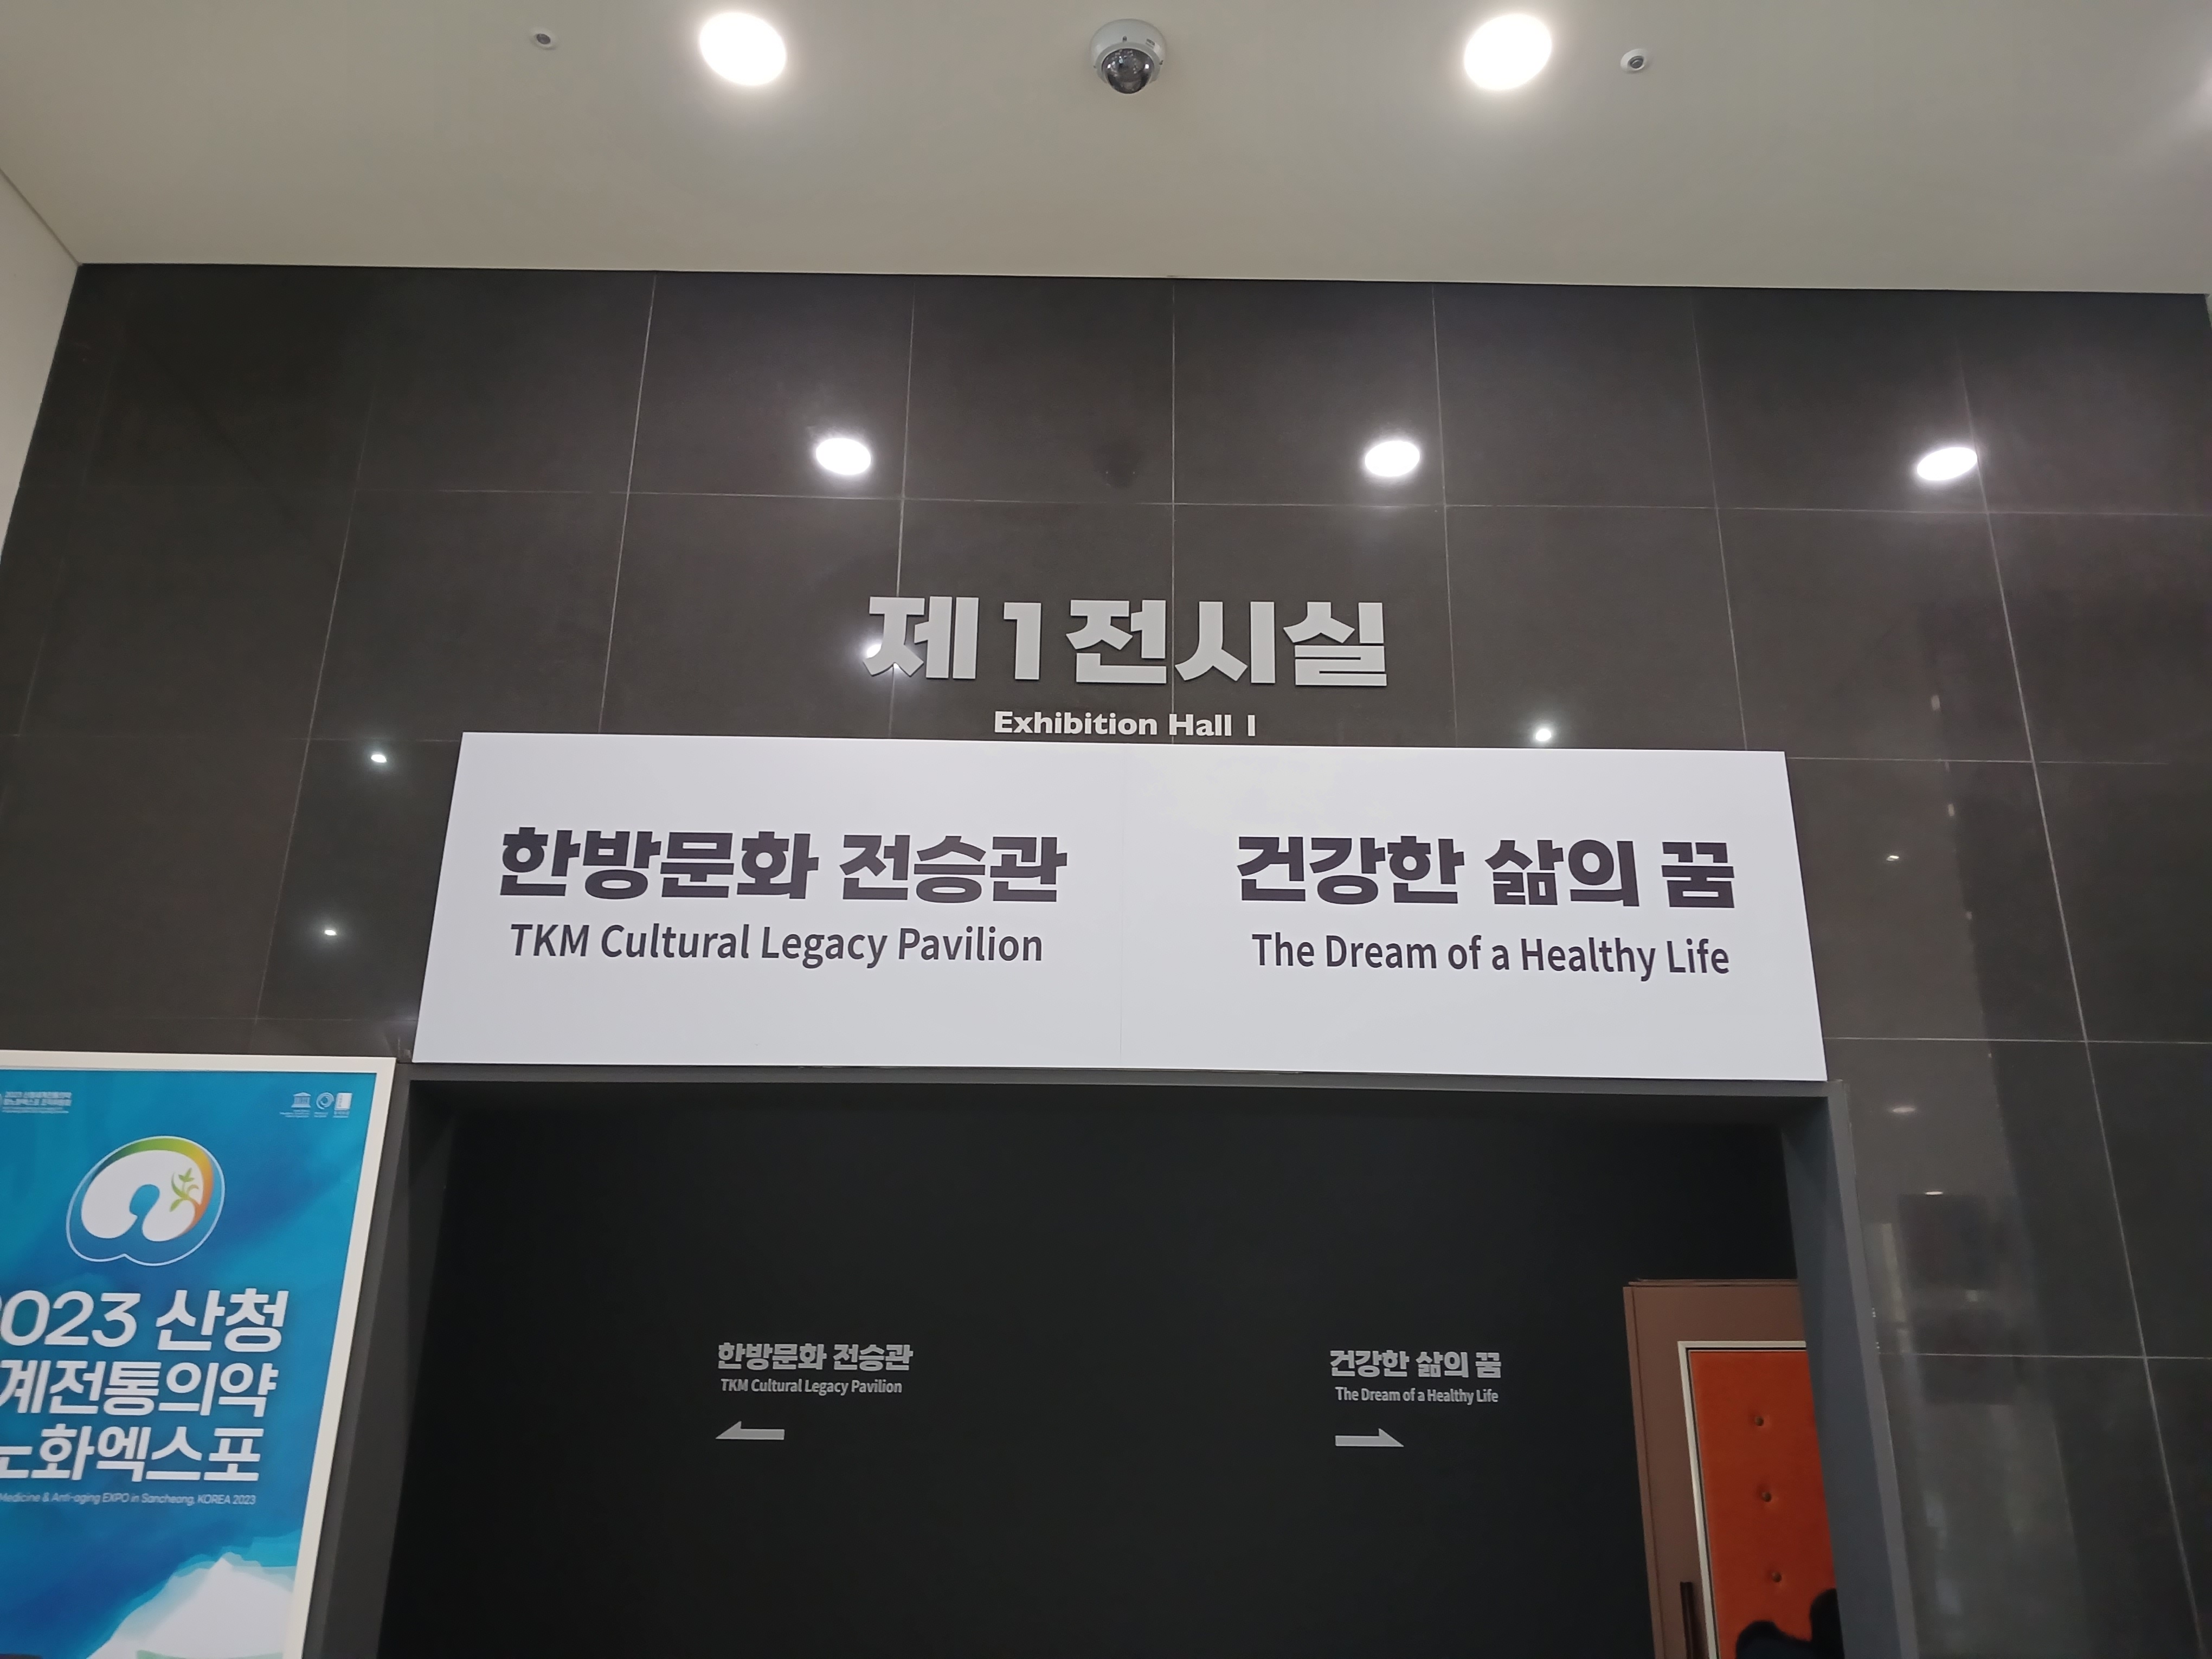 제1전시실
Exhibition Hall 1
한방문화 전승관
TKM Cultural Legacy Pavilion
건강한 삶의 꿈
The Dream of a Healthy Life
한방문화 전승관
TKM Cultural Legacy Pavilion
건강한 삶의 꿈
The Dream of a Healthy Life
2023 산청
계전통의약
노화엑스포
Medicine & Anti-aging EXPO in Sancheong, KOREA 2023